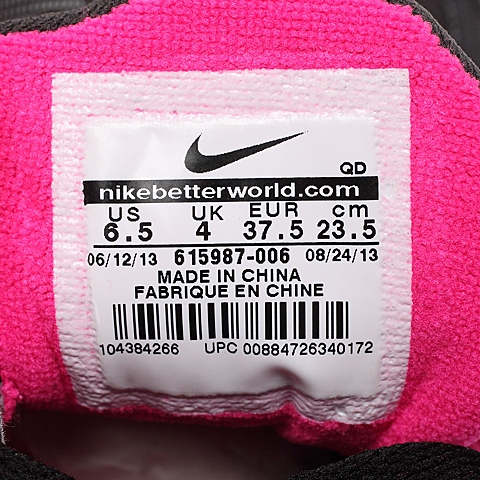 QD
nikebetterworld.com
US UK EUR cm
6.5 4 37.5 23.5
06/12/13 615987-006 08/24/13
MADE IN CHINA
FABRIQUE EN CHINE
104384266 UPC 00884726340172